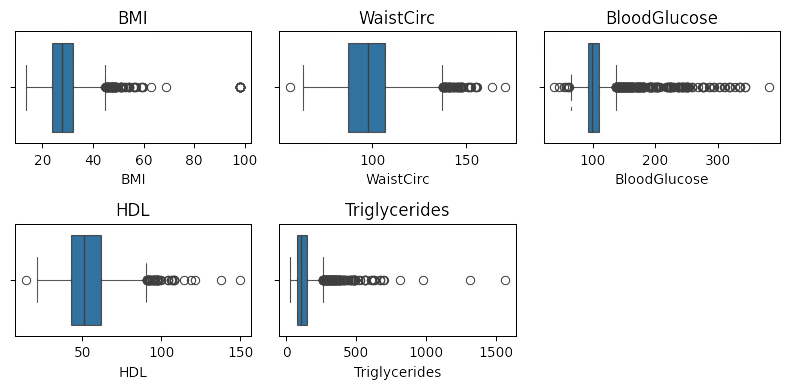 BMI
WaistCirc
BloodGlucose
20 40 60 80 100
100 150
100 200 300
BMI
WaistCirc
BloodGlucose
HDL
Triglycerides
50 100 150
0 500 1000 1500
HDL
Triglycerides